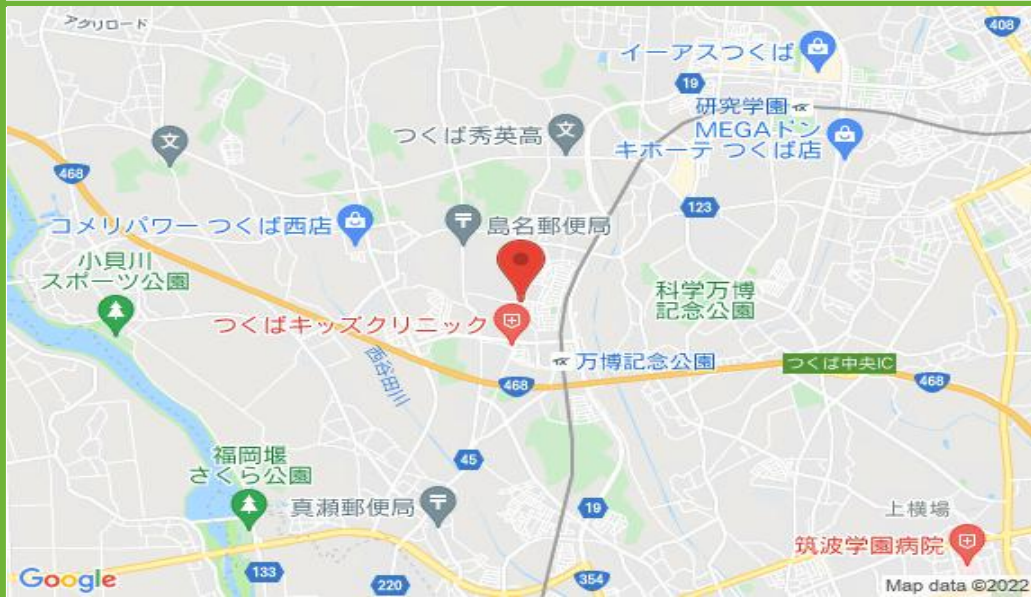 アグリロード
408
イーアスつくば
19
研究学園
つくば秀英高
文
文
MEGAドン
キホーテ つくば店
468
123
コメリパワー つくば西店
島名郵便局
小貝川
スポーツ公園
科学万博
記念公園
つくばキッズクリニック
西谷田川
万博記念公園
つくば中央IC
468
468
福岡堰
さくら公園
45
真瀬郵便局
19
上横場
筑波学園病院
133
220
354
Google
Map data ©2022